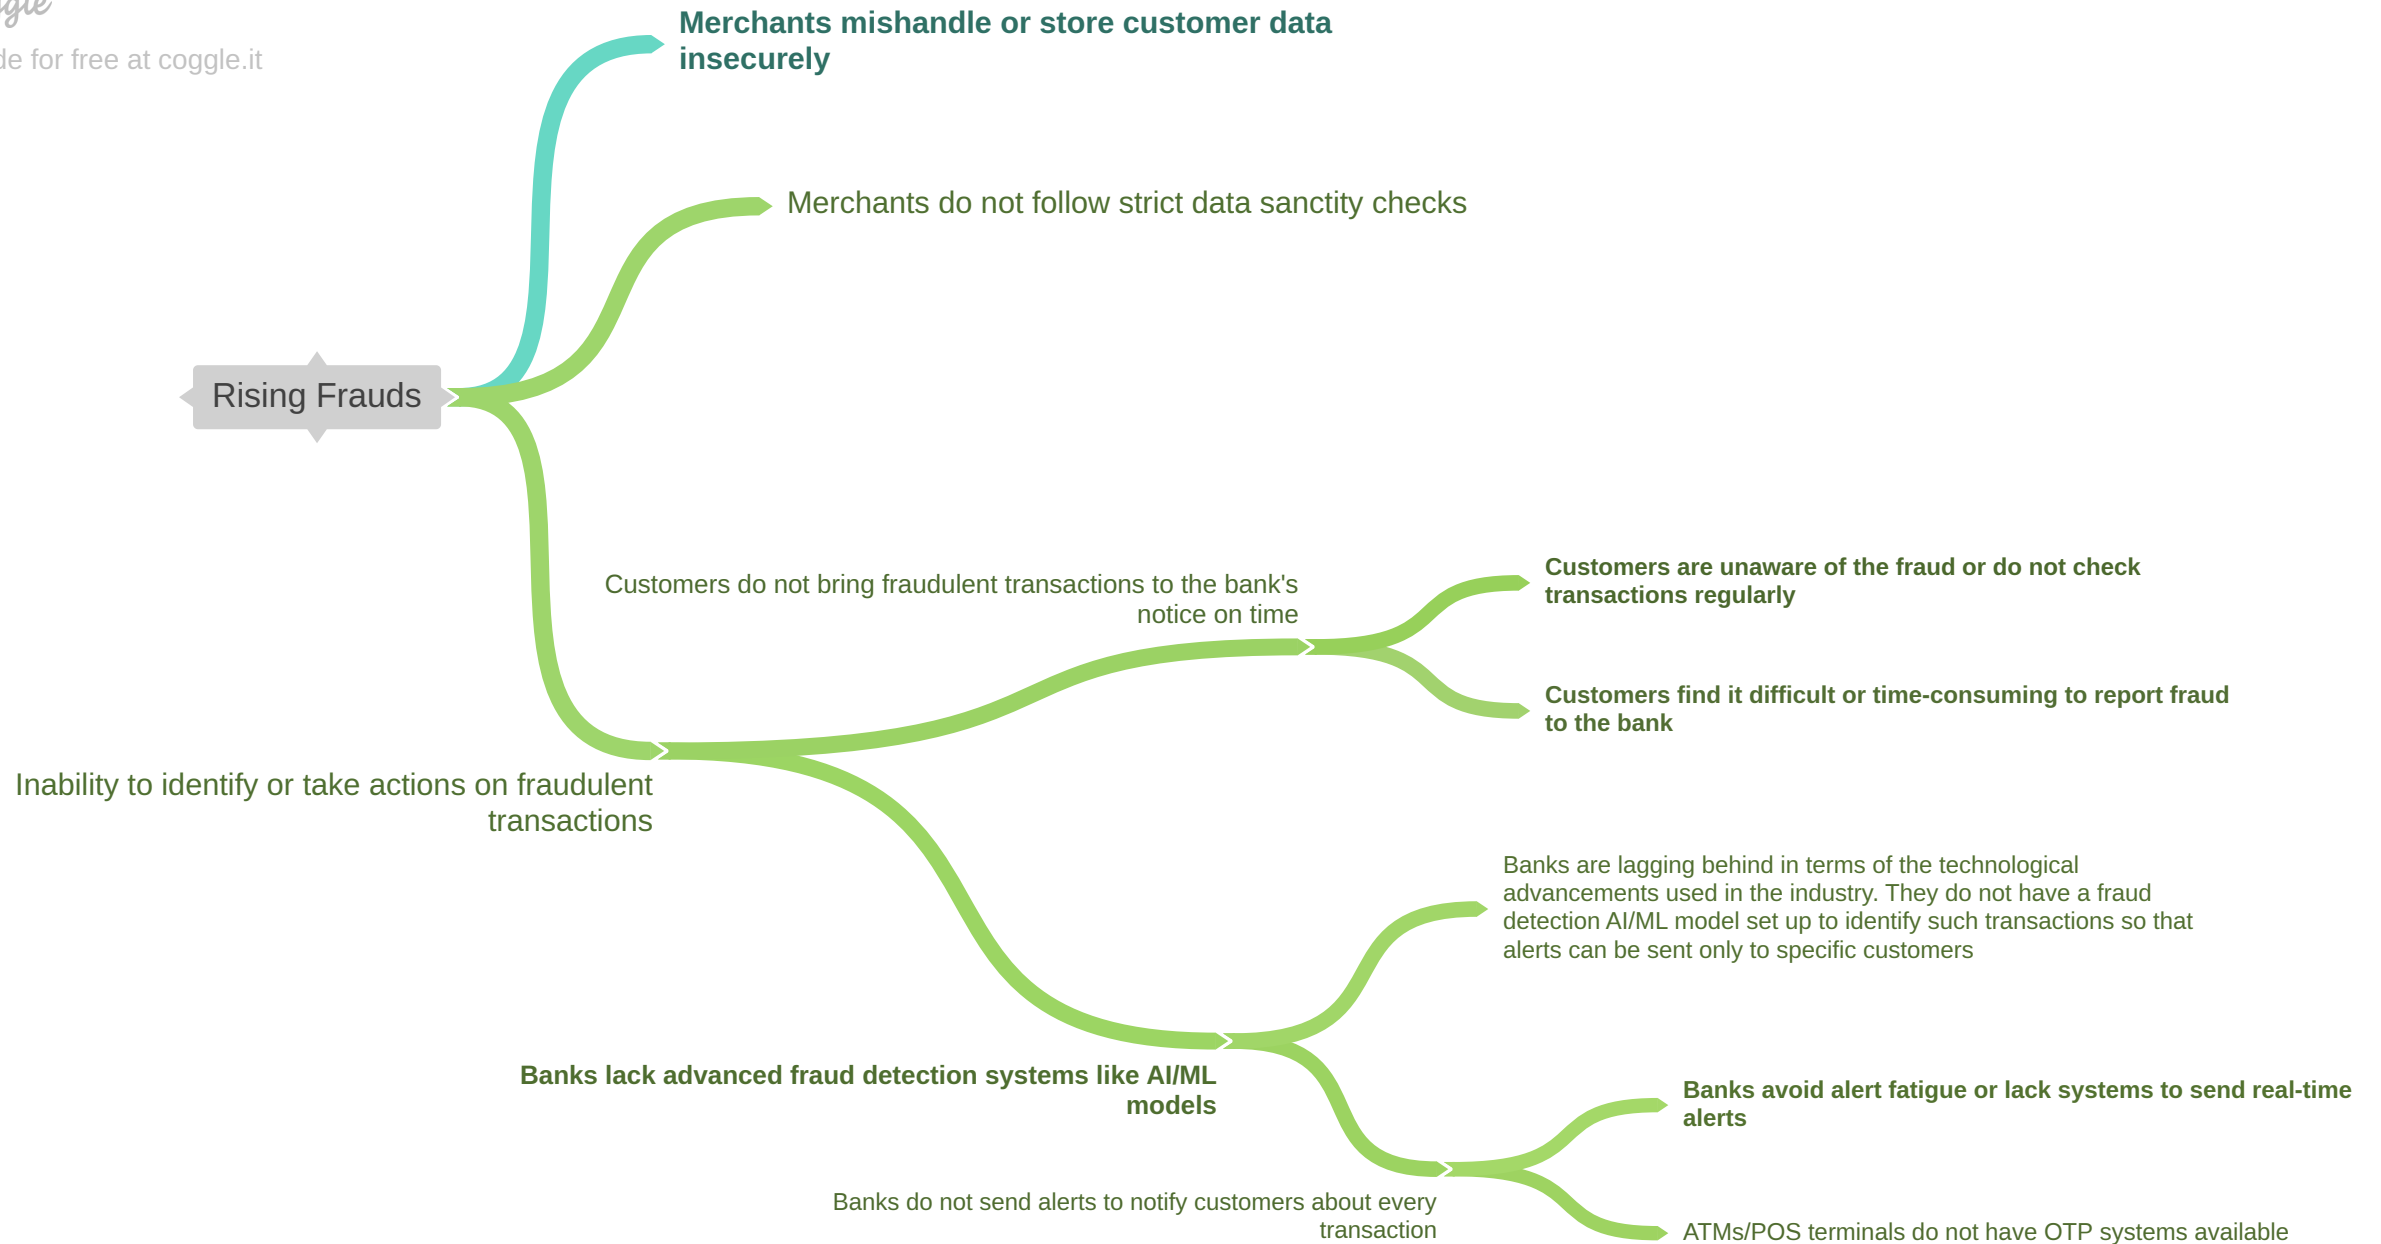 for free at coggle.it
Merchants mishandle or store customer data
insecurely
Merchants do not follow strict data sanctity checks
Rising Frauds
Customers do not bring fraudulent transactions to the bank's
notice on time
Customers are unaware of the fraud or do not check
transactions regularly
Customers find it difficult or time-consuming to report fraud
to the bank
Inability to identify or take actions on fraudulent
transactions
Banks are lagging behind in terms of the technological
advancements used in the industry. They do not have a fraud
detection AI/ML model set up to identify such transactions so that
alerts can be sent only to specific customers
Banks lack advanced fraud detection systems like AI/ML
models
Banks avoid alert fatigue or lack systems to send real-time
alerts
Banks do not send alerts to notify customers about every
transaction
ATMs/POS terminals do not have OTP systems available